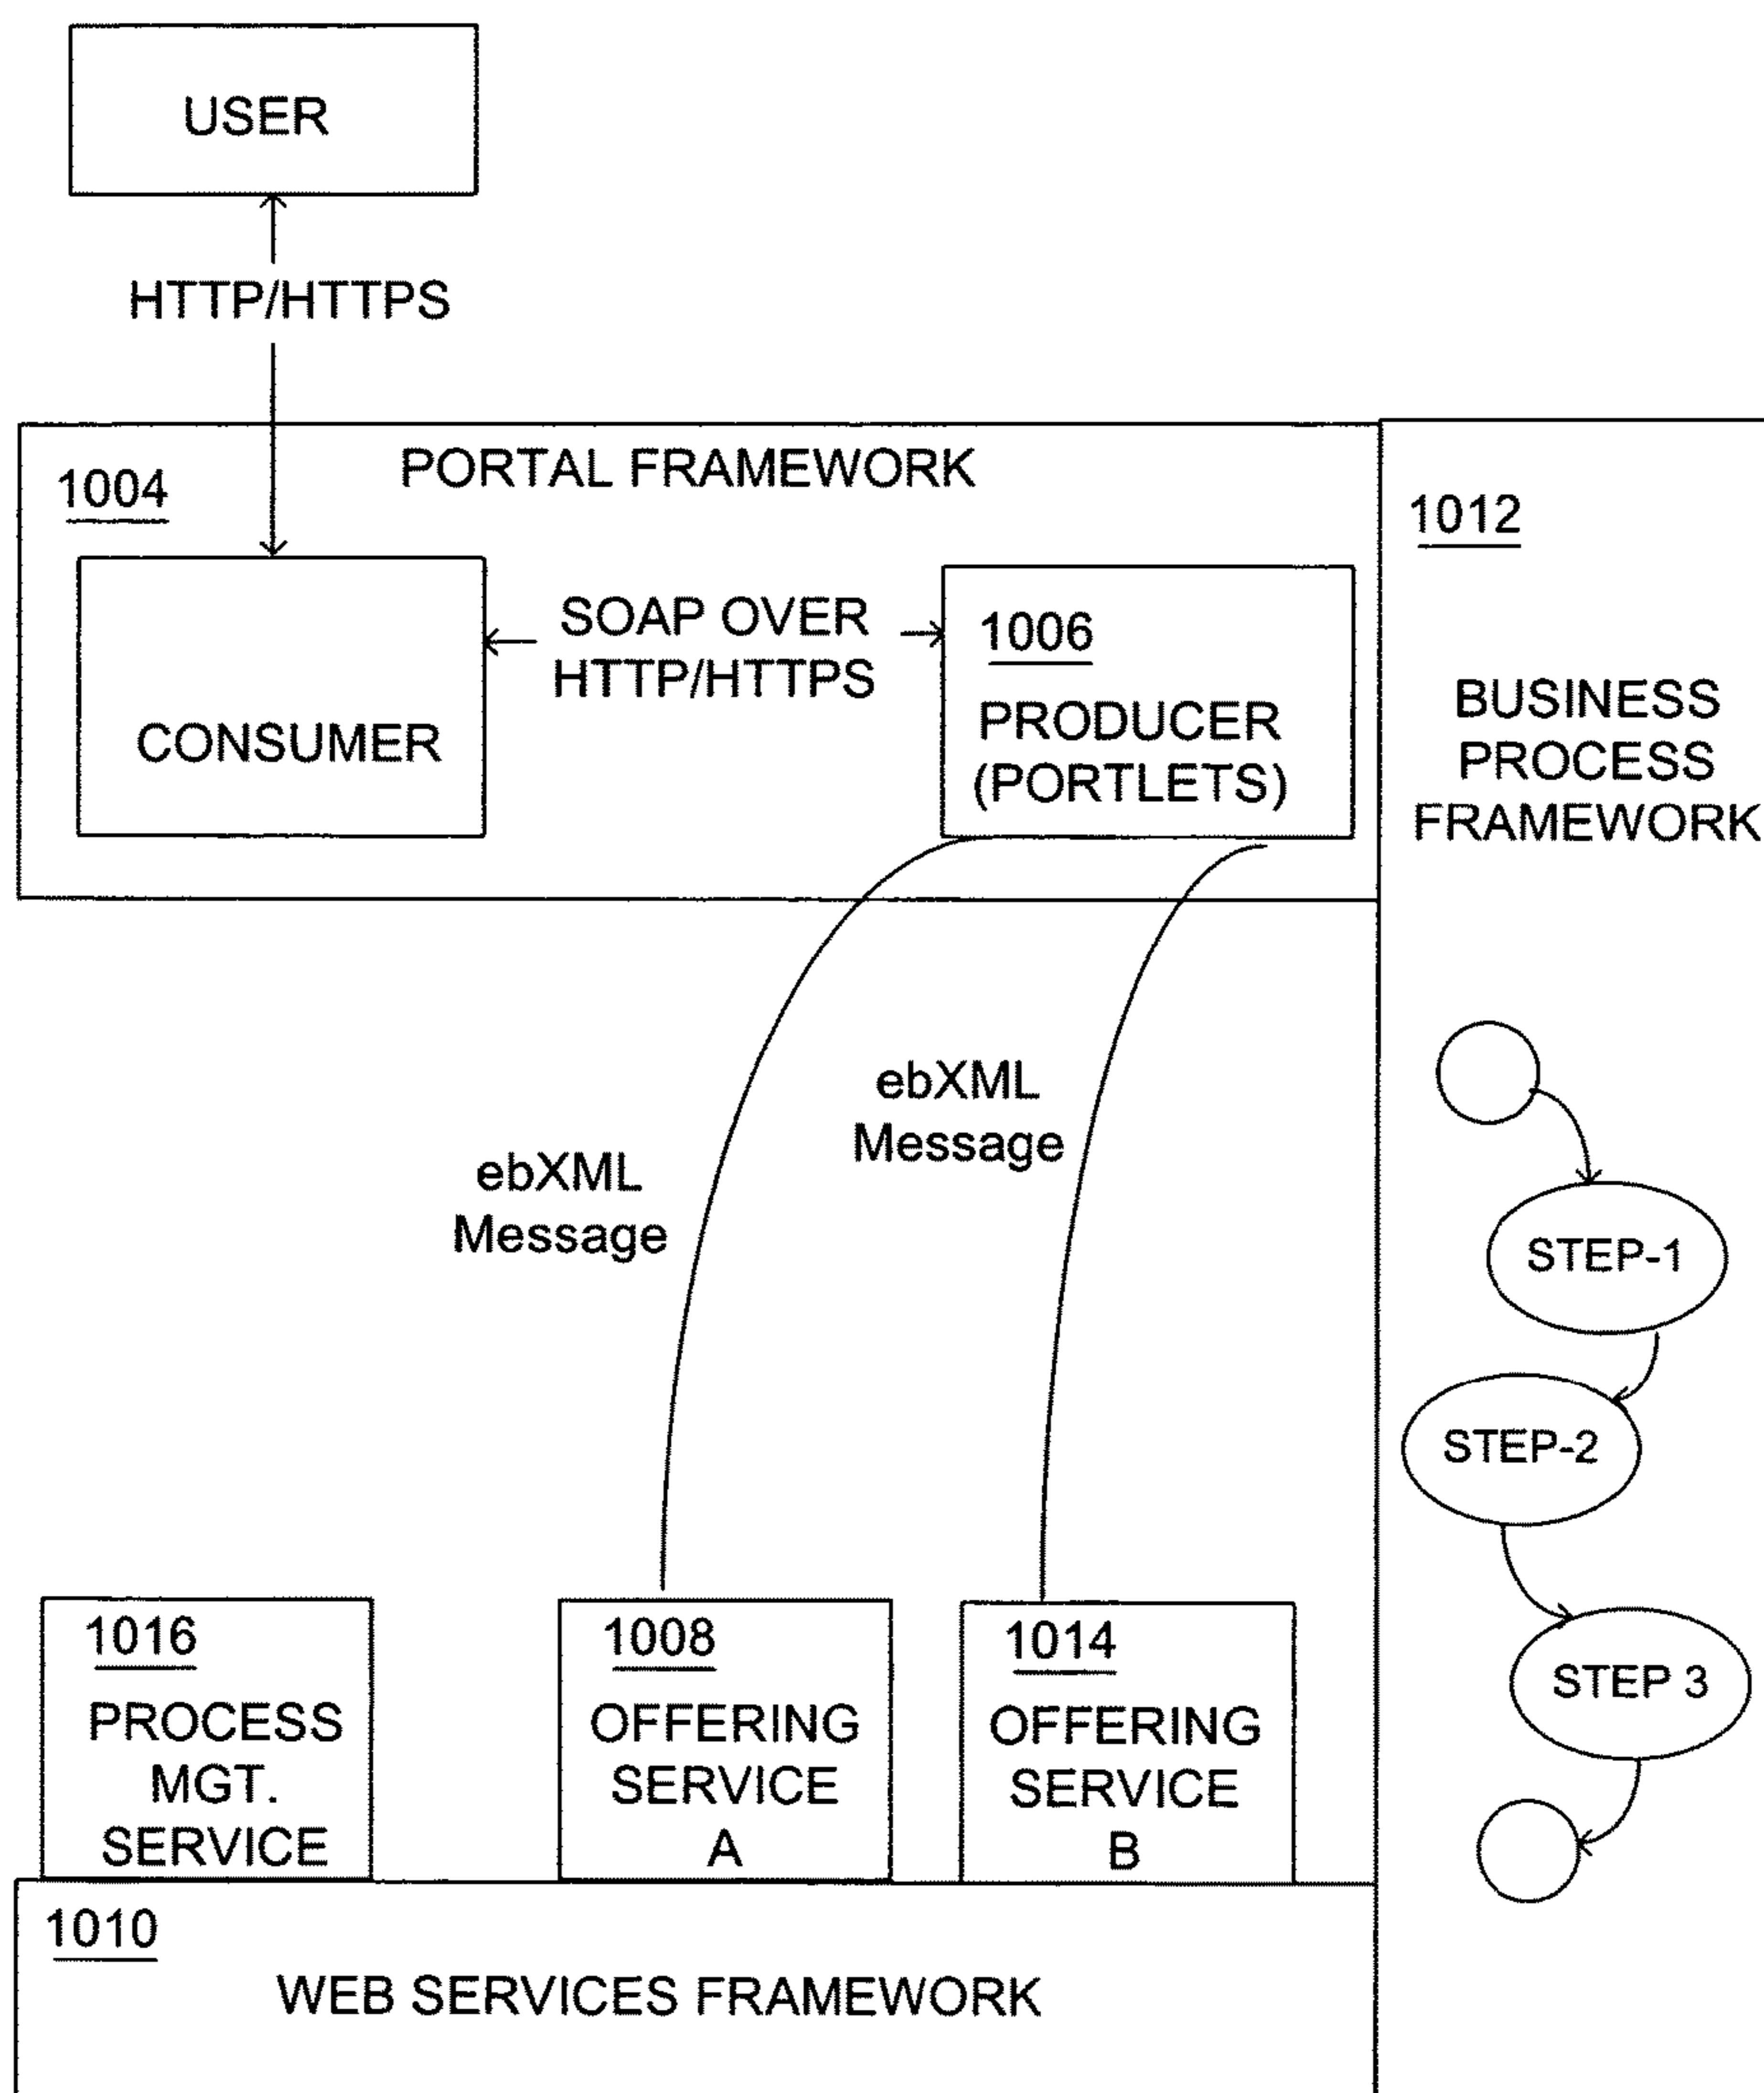 USER
HTTP/HTTPS
PORTAL FRAMEWORK
1004
CONSUMER
SOAP OVER
HTTP/HTTPS
1006
PRODUCER
(PORTLETS)
1012
BUSINESS
PROCESS
FRAMEWORK
ebXML
Message
ebXML
Message
STEP-1
STEP-2
STEP 3
1016
PROCESS
MGT.
SERVICE
1008
OFFERING
SERVICE
A
1014
OFFERING
SERVICE
B
1010
WEB SERVICES FRAMEWORK